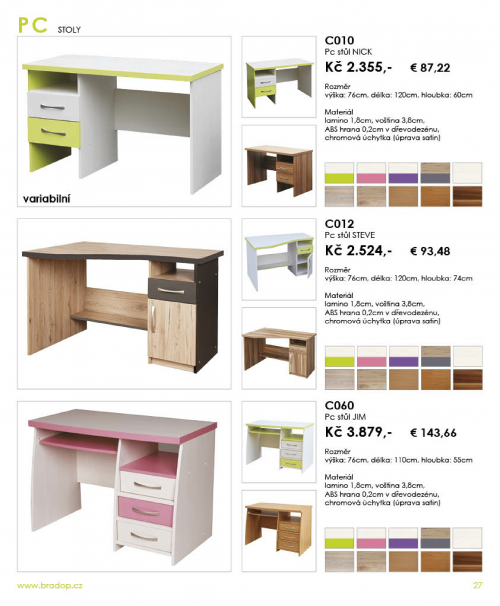 PC STOLY
variabilní
C010
Pc stůl NICK
Kč 2.355,- € 87,22
Rozměr
výška: 76cm, délka: 120cm, hloubka: 60cm
Materiál
lamino 1,8cm, voština 3,8cm,
ABS hrana 0,2cm v dřevodezénu,
chromová úchytka (úprava satin)
C012
Pc stůl STEVE
Kč 2.524,- € 93,48
Rozměr
výška: 76cm, délka: 120cm, hloubka: 74cm
Materiál
lamino 1,8cm, voština 3,8cm,
ABS hrana 0,2cm v dřevodezénu,
chromová úchytka (úprava satin)
C060
Pc stůl JIM
Kč 3.879,- € 143,66
Rozměr
výška: 76cm, délka: 110cm, hloubka: 55cm
Materiál
lamino 1,8cm, voština 3,8cm,
ABS hrana 0,2cm v dřevodezénu,
chromová úchytka (úprava satin)
www.bradop.cz 27